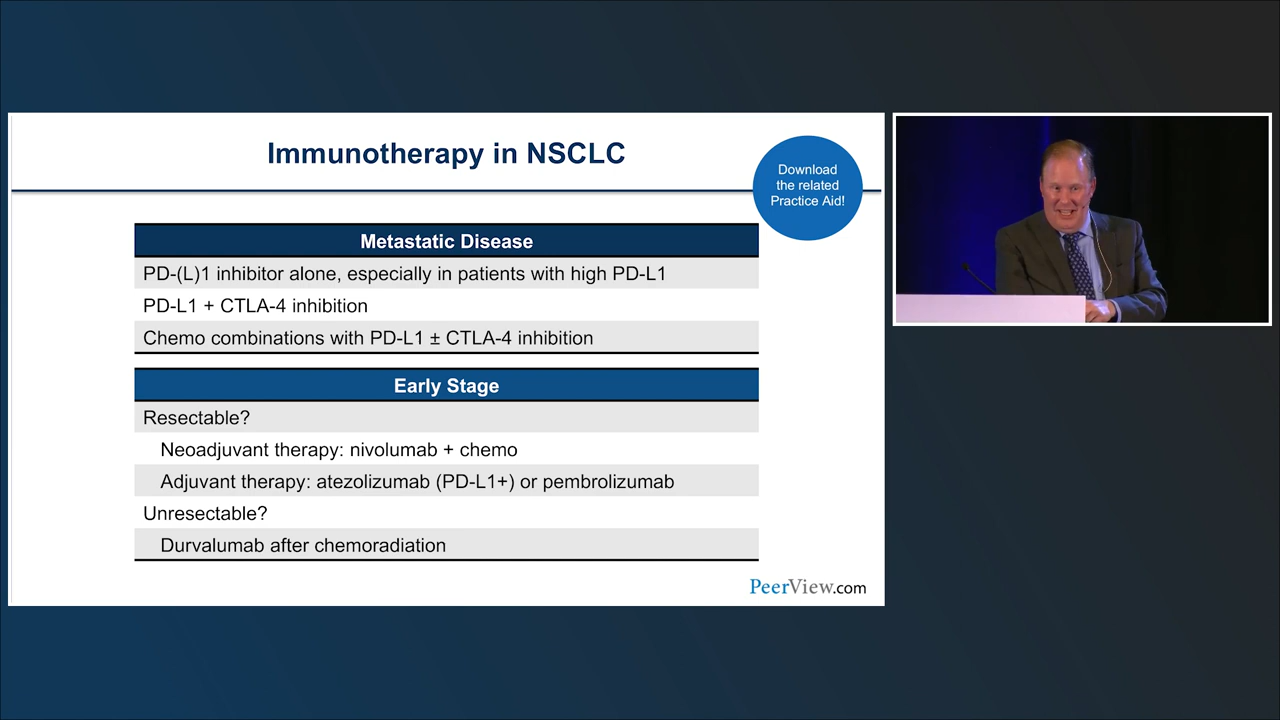 Immunotherapy in NSCLC
Download
the related
Practice Aid!
Metastatic Disease
PD-(L)1 inhibitor alone, especially in patients with high PD-L1
PD-L1 + CTLA-4 inhibition
Chemo combinations with PD-L1 ± CTLA-4 inhibition
Early Stage
Resectable?
Neoadjuvant therapy: nivolumab + chemo
Adjuvant therapy: atezolizumab (PD-L1+) or pembrolizumab
Unresectable?
Durvalumab after chemoradiation
PeerView.com